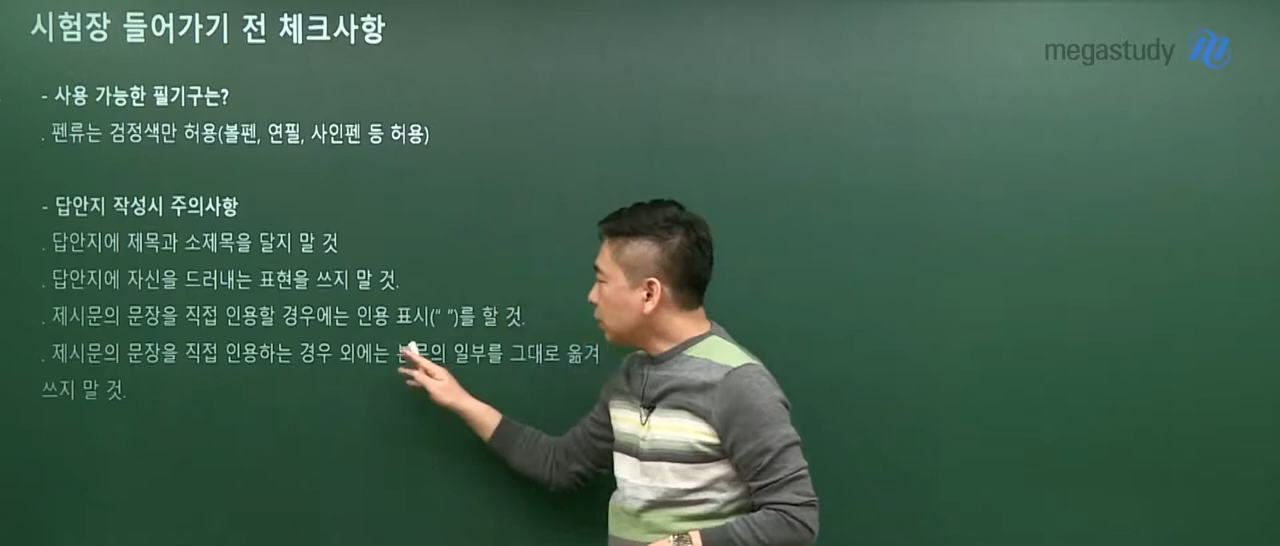 시험장 들어가기 전 체크사항
megastudy
- 사용 가능한 필기구는?
. 펜류는 검정색만 허용(볼펜, 연필, 사인펜 등 허용)
- 답안지 작성시 주의사항
. 답안지에 제목과 소제목을 달지 말 것
. 답안지에 자신을 드러내는 표현을 쓰지 말 것.
. 제시문의 문장을 직접 인용할 경우에는 인용 표시(“ ”)를 할 것.
. 제시문의 문장을 직접 인용하는 경우 외에는 일부를 그대로 옮겨
쓰지 말 것.